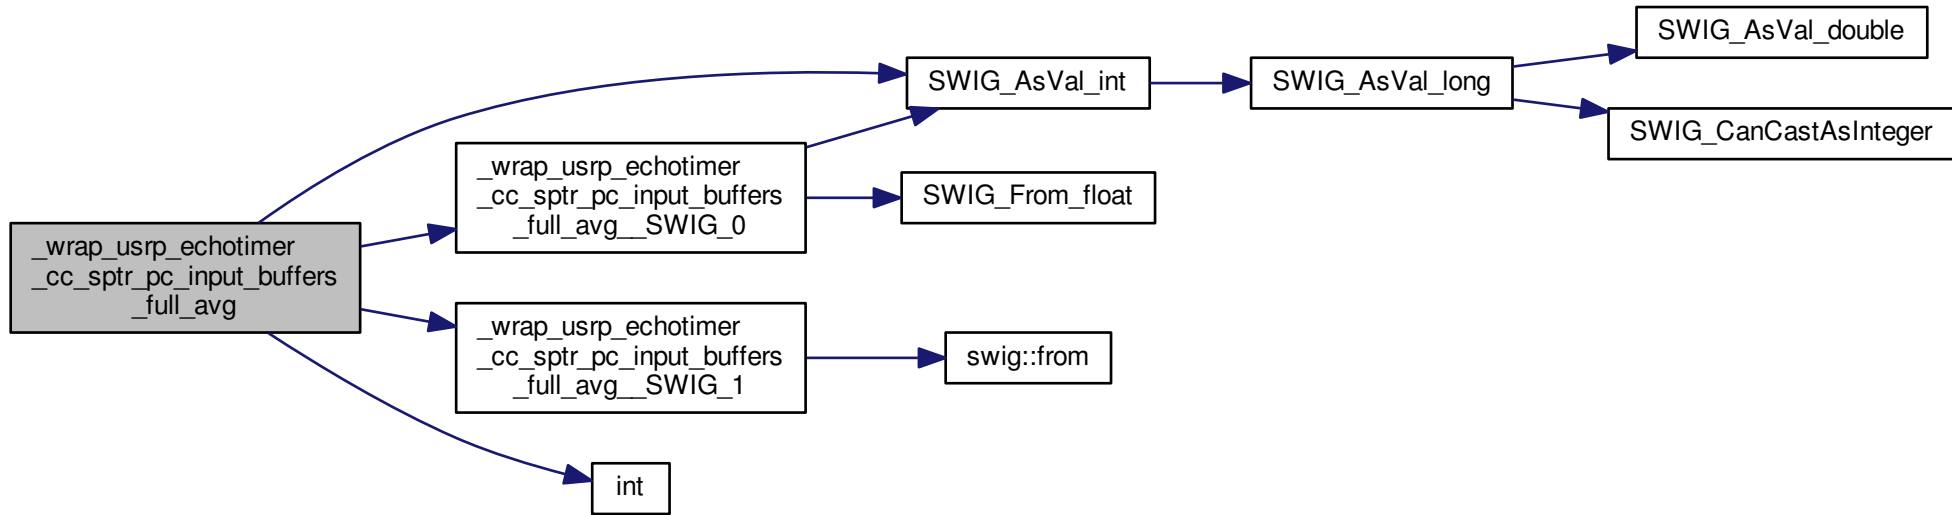 _wrap_usrp_echotimer
_cc_sptr_pc_input_buffers
_full_avg
_wrap_usrp_echotimer
_cc_sptr_pc_input_buffers
_full_avg__SWIG_0
_wrap_usrp_echotimer
_cc_sptr_pc_input_buffers
_full_avg__SWIG_1
int
SWIG_AsVal_int
SWIG_From_float
swig::from
SWIG_AsVal_long
SWIG_AsVal_double
SWIG_CanCastAsInteger